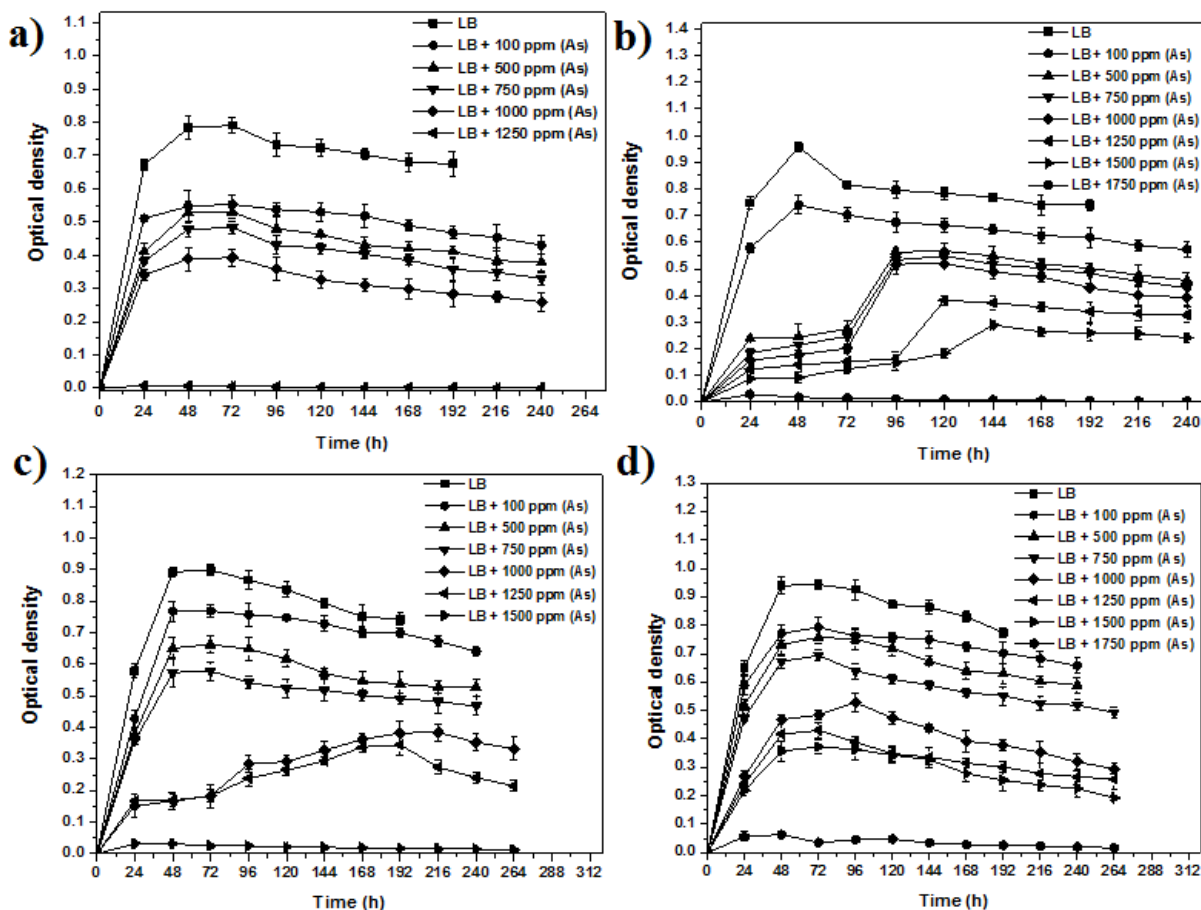 a)
Optical density
1.1
1.0
0.9
0.8
0.7
0.6
0.5
0.4
0.3
0.2
0.1
0.0
LB
LB + 100 ppm (As)
LB + 500 ppm (As)
LB + 750 ppm (As)
LB + 1000 ppm (As)
LB + 1250 ppm (As)
0 24 48 72 96 120 144 168 192 216 240 264
Time (h)
b)
Optical density
1.4
1.3
1.2
1.1
1.0
0.9
0.8
0.7
0.6
0.5
0.4
0.3
0.2
0.1
0.0
LB
LB+ 100 ppm (As)
LB + 500 ppm (As)
LB + 750 ppm (As)
LB+ 1000 ppm (As)
LB + 1250 ppm (As)
LB + 1500 ppm (As)
LB+ 1750 ppm (As)
0 24 48 72 96 120 144 168 192 216 240
Time (h)
c)
Optical density
1.2
1.1
1.0
0.9
0.8
0.7
0.6
0.5
0.4
0.3
0.2
0.1
0.0
LB
LB + 100 ppm (As)
LB + 500 ppm (As)
LB + 750 ppm (As)
LB + 1000 ppm (As)
LB + 1250 ppm (As)
LB + 1500 ppm (As)
0 24 48 72 96 120 144 168 192 216 240 264 288 312
Time (h)
d)
Optical density
1.3
1.2
1.1
1.0
0.9
0.8
0.7
0.6
0.5
0.4
0.3
0.2
0.1
0.0
LB
LB + 100 ppm (As)
LB + 500 ppm (As)
LB + 750 ppm (As)
LB + 1000 ppm (As)
LB + 1250 ppm (As)
LB + 1500 ppm (As)
LB + 1750 ppm (As)
0 24 48 72 96 120 144 168 192 216 240 264 288 312
Time (h)